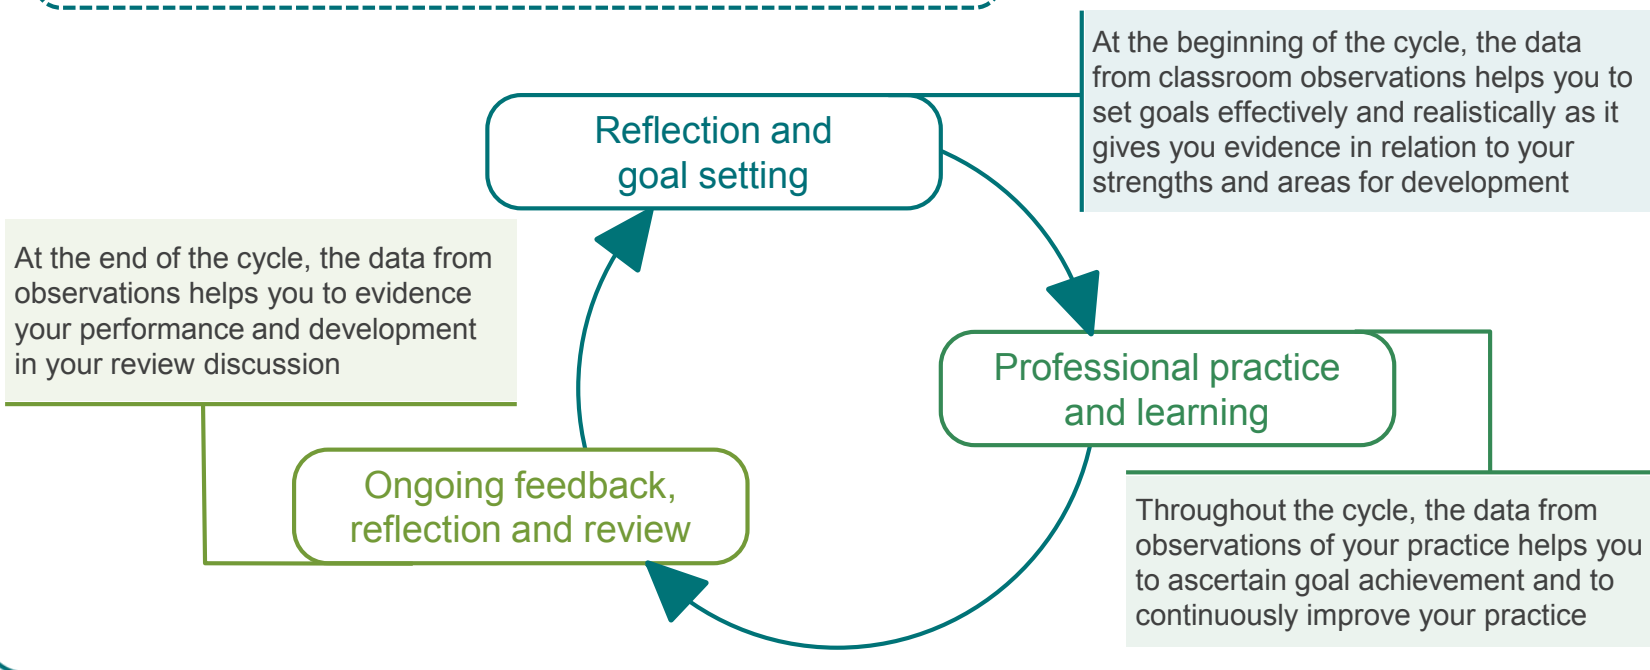 At the beginning of the cycle, the data
from classroom observations helps you to
set goals effectively and realistically as it
gives you evidence in relation to your
strengths and areas for development
Reflection and
goal setting
At the end of the cycle, the data from
observations helps you to evidence
your performance and development
in your review discussion
Professional practice
and learning
Ongoing feedback,
reflection and review
Throughout the cycle, the data from
observations of your practice helps you
to ascertain goal achievement and to
continuously improve your practice